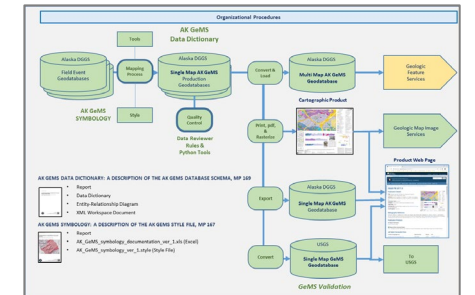 Organizational Procedures
AK GeMS
Data Dictionary
Tools
Alaska DGGS
Field Event
Geodatabases
Mapping
Process
Style
AK GeMS
SYMBOLOGY
Alaska DGGS
Single Map AK GeMS
Production
Geodatabases
Quality
Control
Data Reviewer
Rules &
Python Tools
Convert &
Load
Alaska DGGS
Multi Map AK GeMS
Geodatabase
Geologic
Feature
Services
Cartographic Product
Print, pdf,
&
Rasterize
Geologic Map Image
Services
Product Web Page
Export
Alaska DGGS
Single Map AK GeMS
Geodatabase
Convert
USGS
Single Map GeMS
Geodatabase
To
USGS
GeMS Validation
AK GEMS DATA DICTIONARY: A DESCRIPTION OF THE AK GEMS DATABASE SCHEMA, MP 169
• Report
• Data Dictionary
• Entity-Relationship Diagram
• XML Workspace Document
AK GEMS SYMBOLOGY: A DESCRIPTION OF THE AK GEMS STYLE FILE, MP 167
• Report
• AK_GeMS_symbology_documentation_ver_1.xls (Excel)
• AK_GeMS_symbology_ver_1.style (Style File)